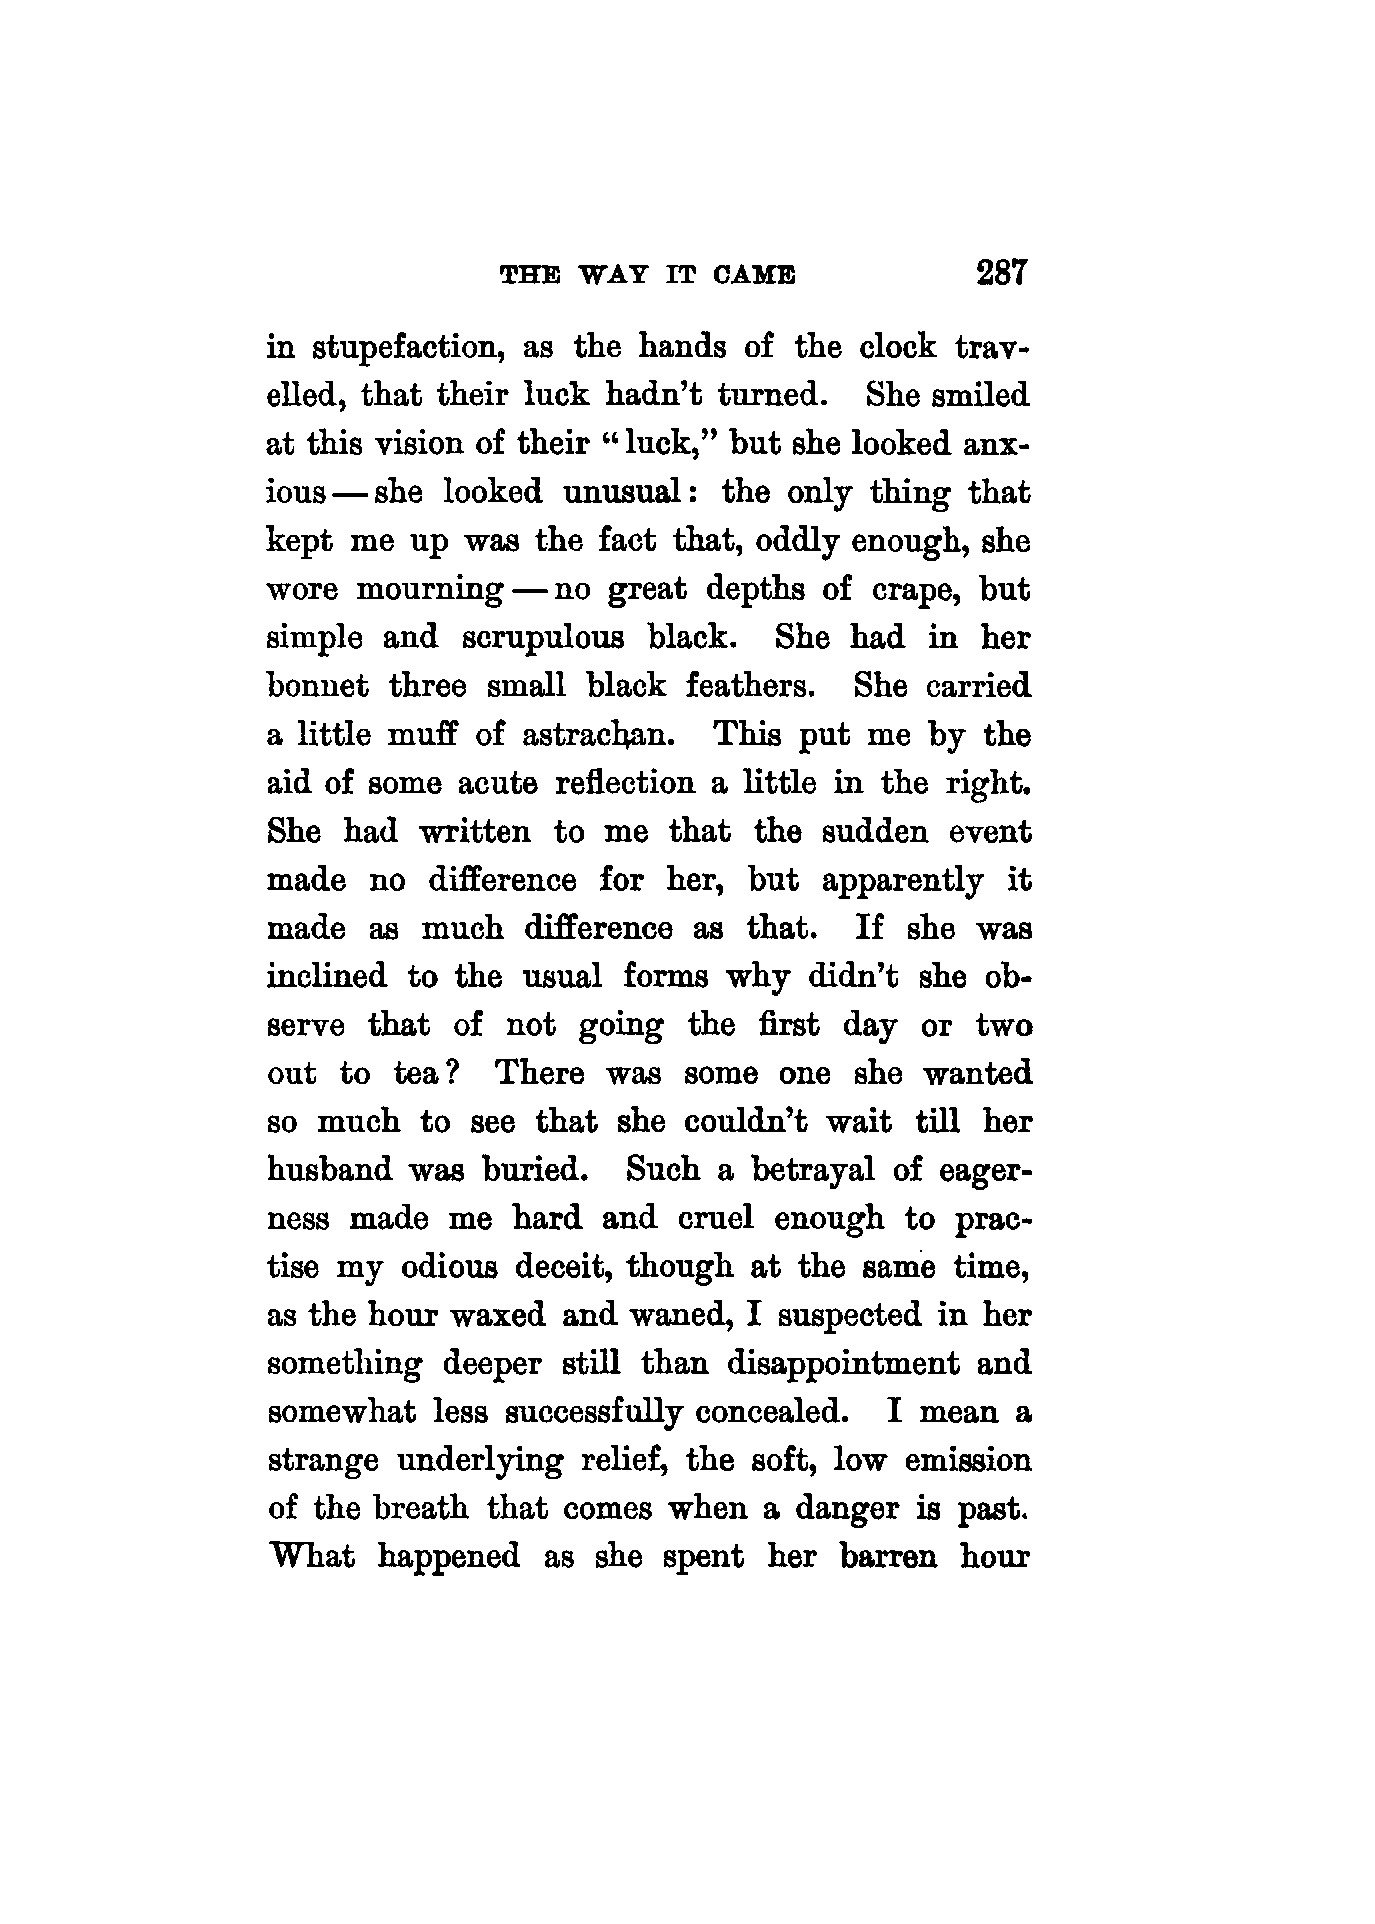 THE WAY IT CAME 287
in stupefaction, as the hands of the clock trav-
elled, that their luck hadn't turned. She smiled
at this vision of their "luck," but she looked anx-
ious—she looked unusual: the only thing that
kept me up was the fact that, oddly enough, she
wore mourning—no great depths of crape, but
simple and scrupulous black. She had in her
bonnet three small black feathers. She carried
a little muff of astrachan. This put me by the
aid of some acute reflection a little in the right.
She had written to me that the sudden event
made no difference for her, but apparently it
made as much difference as that. If she was
inclined to the usual forms why didn't she ob-
serve that of not going the first day or two
out to tea? There was some one she wanted
so much to see that she couldn't wait till her
husband was buried. Such a betrayal of eager-
ness made me hard and cruel enough to prac-
tise my odious deceit, though at the same time,
as the hour waxed and waned, I suspected in her
something deeper still than disappointment and
somewhat less successfully concealed. I mean a
strange underlying relief, the soft, low emission
of the breath that comes when a danger is past.
What happened as she spent her barren hour